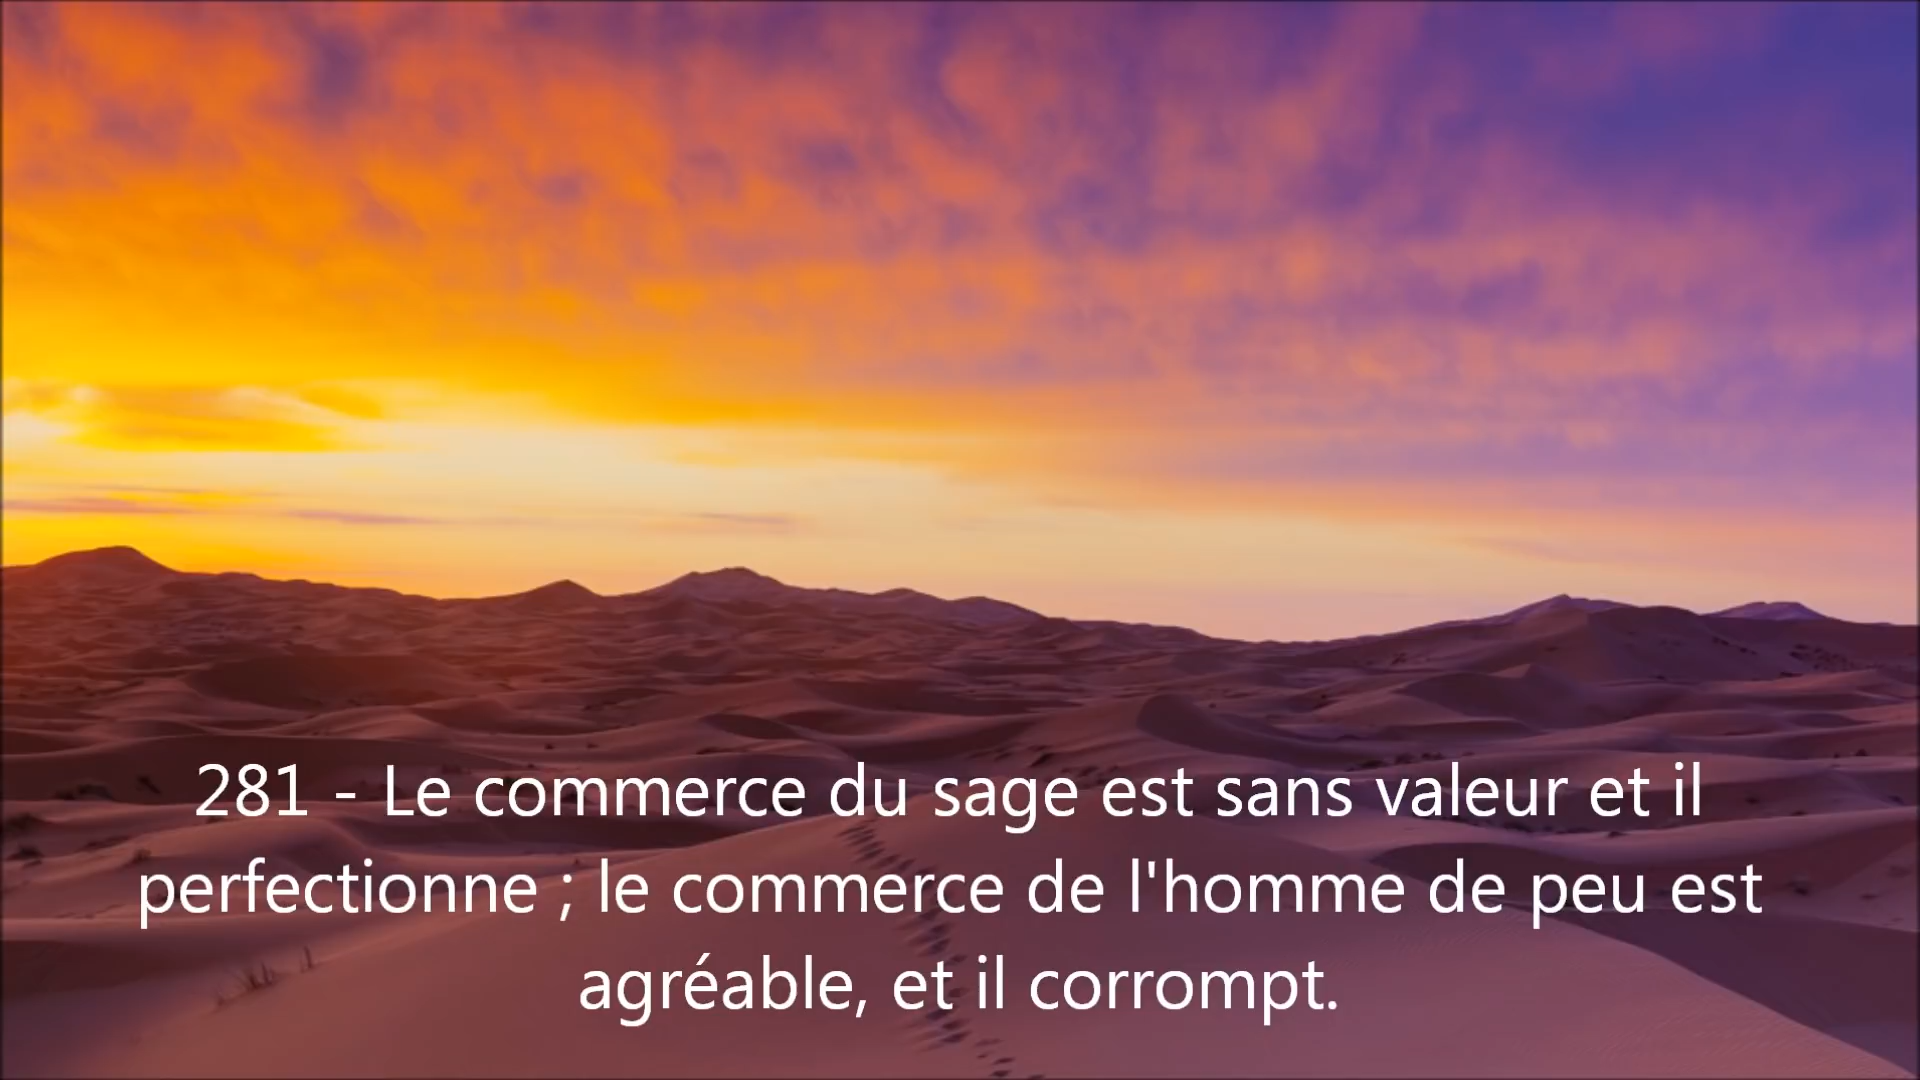 281 - Le commerce du sage est sans valeur et il
perfectionne ; le commerce de l'homme de peu est
agréable, et il corrompt.